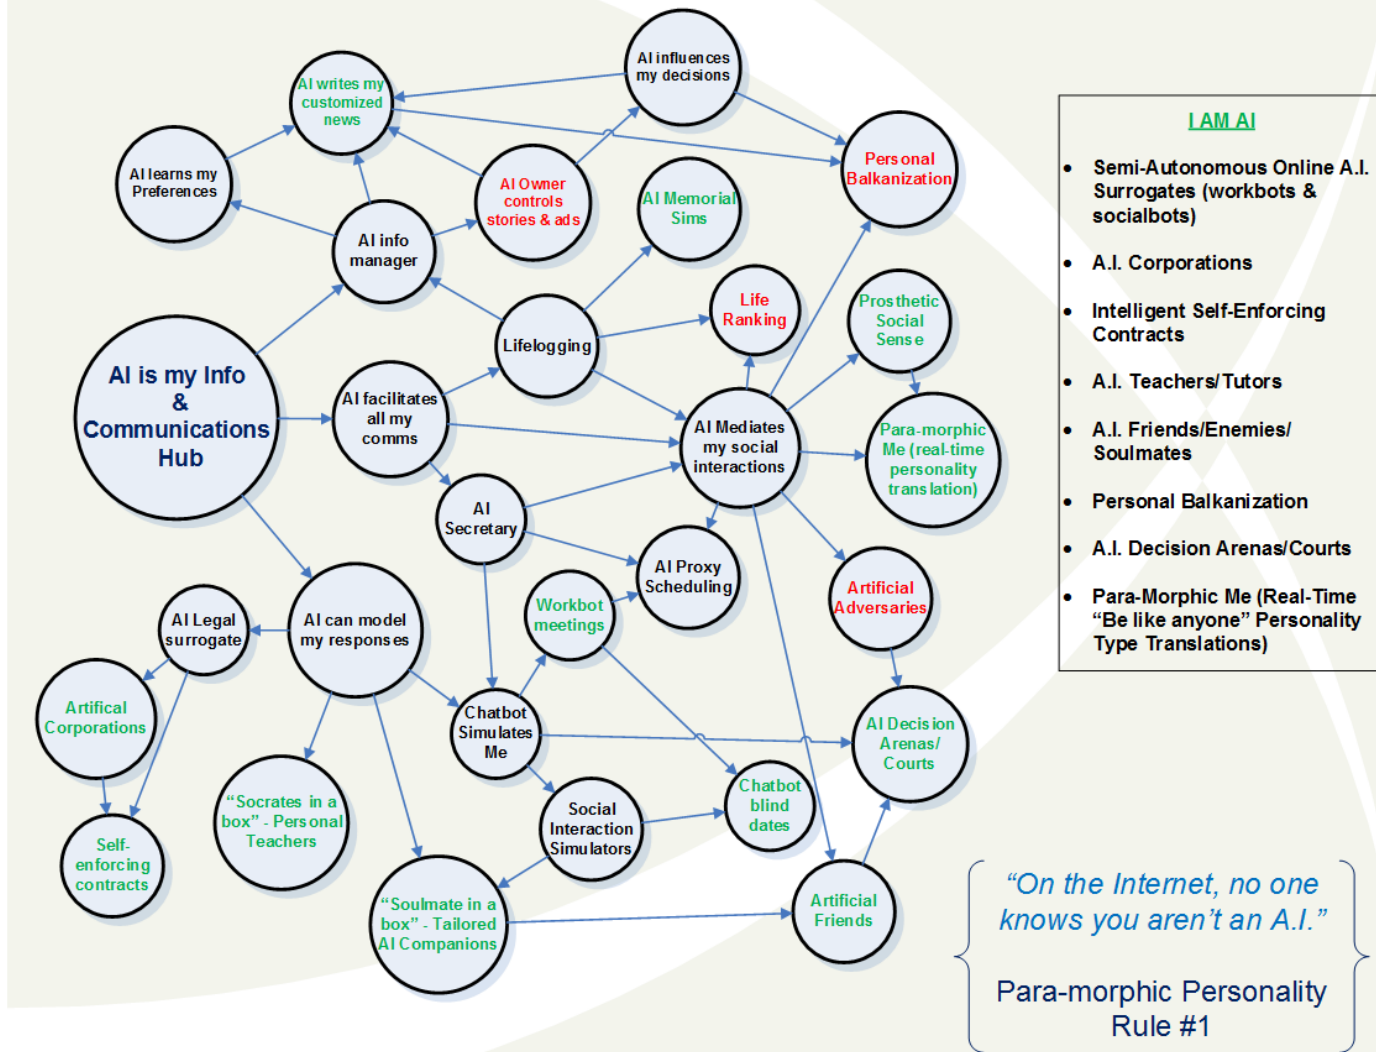 AI influences
my decisions
AI writes my
customized
news
AI learns my
Preferences
AI Owner
controls
stories & ads
Personal
Balkanization
AI Memorial
Sims
AI info
manager
Life
Ranking
Prosthetic
Social
Sense
Lifelogging
AI is my Info
&
Communications
Hub
AI facilitates
all my
comms
AI Mediates
my social
interactions
Para-morphic
Me (real-time
personality
translation)
AI
Secretary
AI Proxy
Scheduling
Artificial
Adversaries
Workbot
meetings
AI Legal
surrogate
AI can model
my responses
Artifical
Corporations
Chatbot
Simulates
Me
AI Decision
Arenas/
Courts
"Socrates in a
box" - Personal
Teachers
Social
Interaction
Simulators
Chatbot
blind
dates
Self-
enforcing
contracts
"Soulmate in a
box" - Tailored
AI Companions
Artificial
Friends
I AM AI
• Semi-Autonomous Online A.I.
Surrogates (workbots &
socialbots)
• A.I. Corporations
• Intelligent Self-Enforcing
Contracts
• A.I. Teachers/Tutors
• A.I. Friends/Enemies/
Soulmates
• Personal Balkanization
• A.I. Decision Arenas/Courts
• Para-Morphic Me (Real-Time
“Be like anyone” Personality
Type Translations)
“On the Internet, no one
knows you aren’t an A.I.”
Para-morphic Personality
Rule #1